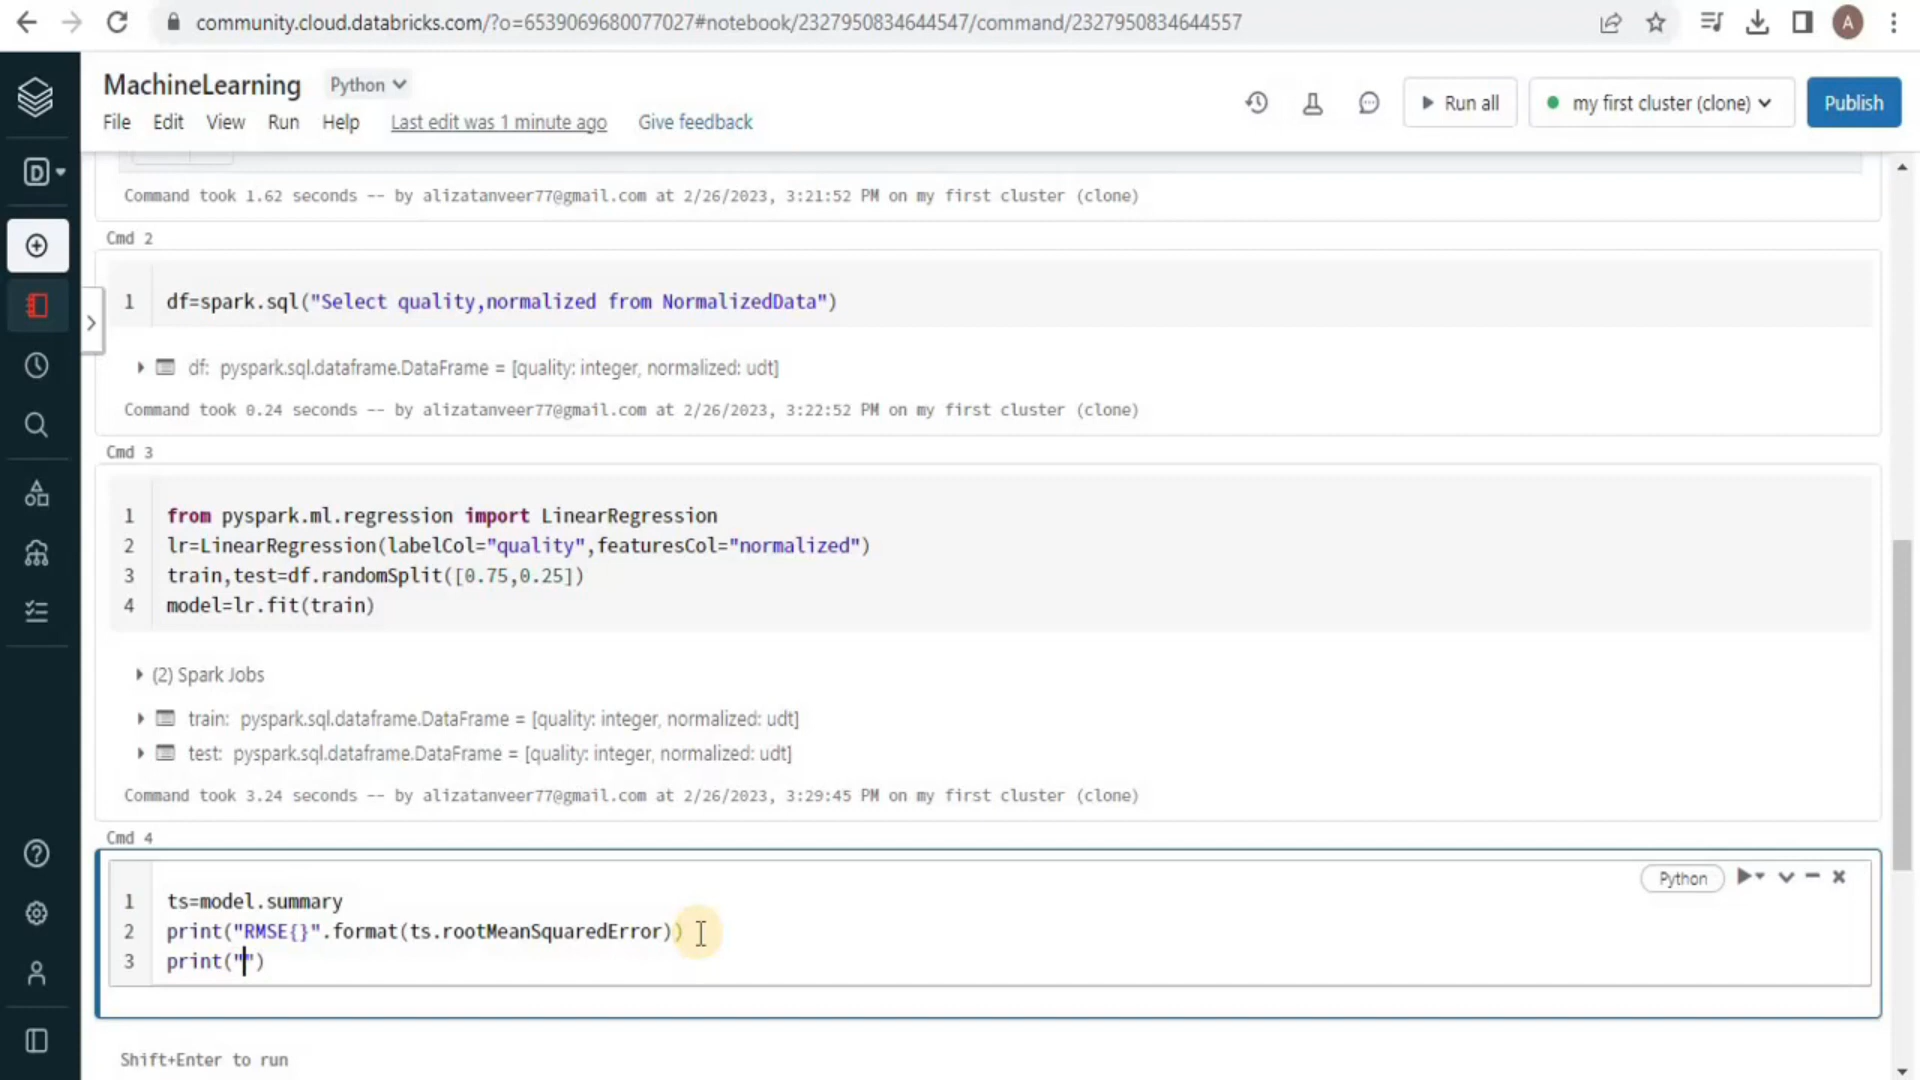 community.cloud.databricks.com/?o=6539069680077027#notebook/2327950834644547/command/2327950834644557
A
MachineLearning
Python
File Edit View Run Help Last edit was 1 minute ago Give feedback
Run all
my first cluster (clone)
Publish
D
Command took 1.62 seconds -- by alizatanveer77@gmail.com at 2/26/2023, 3:21:52 PM on my first cluster (clone)
Cmd 2
1 df=spark.sql("Select quality,normalized from NormalizedData")
df: pyspark.sql.dataframe.DataFrame = [quality: integer, normalized: udt]
Command took 0.24 seconds -- by alizatanveer77@gmail.com at 2/26/2023, 3:22:52 PM on my first cluster (clone)
Cmd 3
1 from pyspark.ml.regression import LinearRegression
2 lr=LinearRegression(labelCol="quality",featuresCol="normalized")
3 train,test=df.randomSplit([0.75,0.25])
4 model=lr.fit(train)
(2) Spark Jobs
train: pyspark.sql.dataframe.DataFrame = [quality: integer, normalized: udt]
test: pyspark.sql.dataframe.DataFrame = [quality: integer, normalized: udt]
Command took 3.24 seconds -- by alizatanveer77@gmail.com at 2/26/2023, 3:29:45 PM on my first cluster (clone)
Cmd 4
Python
1 ts=model.summary
2 print("RMSE{}".format(ts.rootMeanSquaredError))
3 print("")
Shift+Enter to run